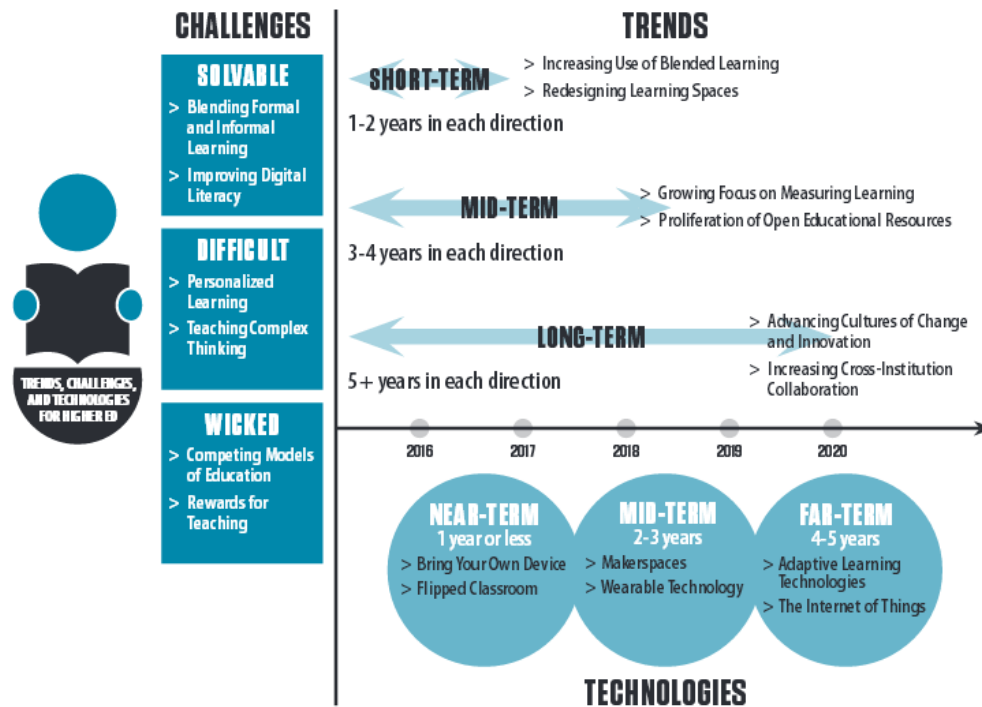 CHALLENGES
SOLVABLE
> Blending Formal
and Informal
Learning
> Improving Digital
Literacy
DIFFICULT
> Personalized
Learning
> Teaching Complex
Thinking
WICKED
> Competing Models
of Education
> Rewards for
Teaching
TRENDS, CHALLENGES,
AND TECHNOLOGIES
FOR HIGHER ED
TRENDS
SHORT-TERM
1-2 years in each direction
> Increasing Use of Blended Learning
> Redesigning Learning Spaces
MID-TERM
3-4 years in each direction
> Growing Focus on Measuring Learning
> Proliferation of Open Educational Resources
LONG-TERM
5+ years in each direction
> Advancing Cultures of Change
and Innovation
> Increasing Cross-Institution
Collaboration
2016 2017 2018 2019 2020
NEAR-TERM
1 year or less
> Bring Your Own Device
> Flipped Classroom
MID-TERM
2-3 years
> Makerspaces
> Wearable Technology
FAR-TERM
4-5 years
> Adaptive Learning
Technologies
> The Internet of Things
TECHNOLOGIES